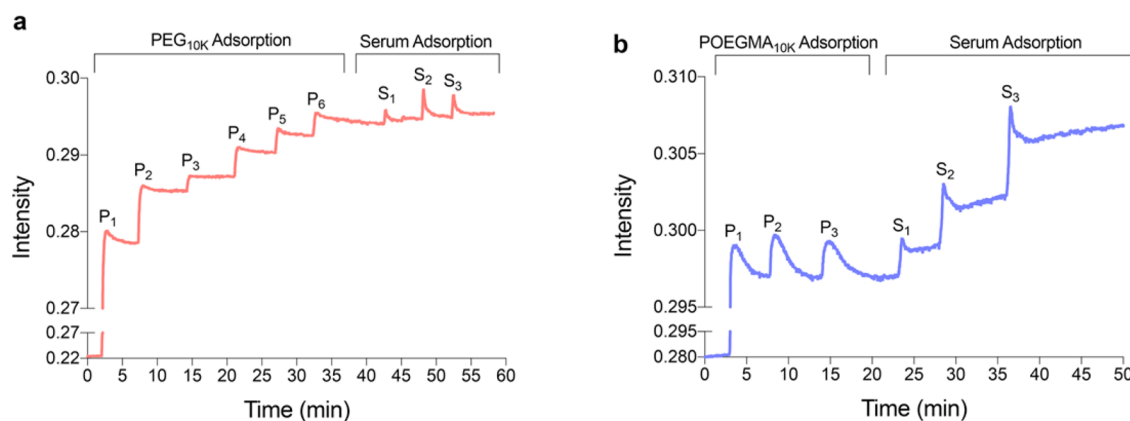 a
PEG10K Adsorption
Serum Adsorption
0.30
0.29
0.28
0.27
0.27
0.22
Intensity
P1
P2
P3
P4
P5
P6
S1
S2
S3
0 5 10 15 20 25 30 35 40 45 50 55 60
Time (min)
b
POEGMA10K Adsorption
Serum Adsorption
0.310
0.305
0.300
0.295
0.295
0.280
Intensity
P1
P2
P3
S1
S2
S3
0 5 10 15 20 25 30 35 40 45 50
Time (min)